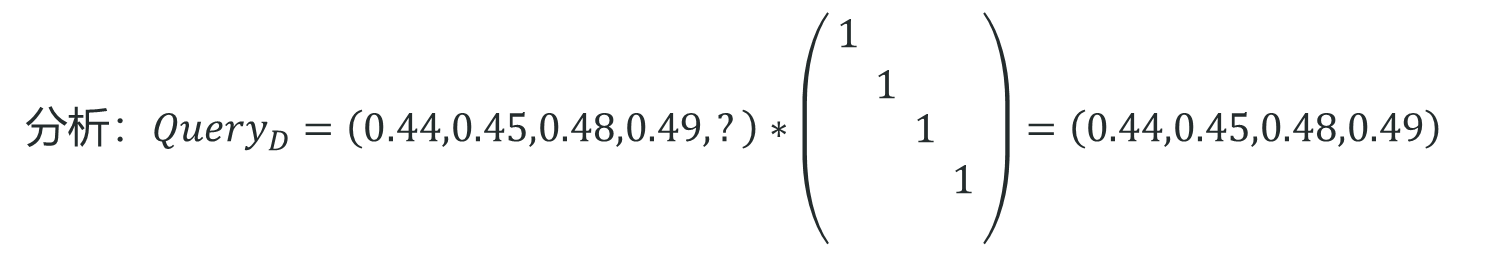 分析：Query_D = (0.44,0.45,0.48,0.49,? ) * ( 1 1 1 1 ) = (0.44,0.45,0.48,0.49)